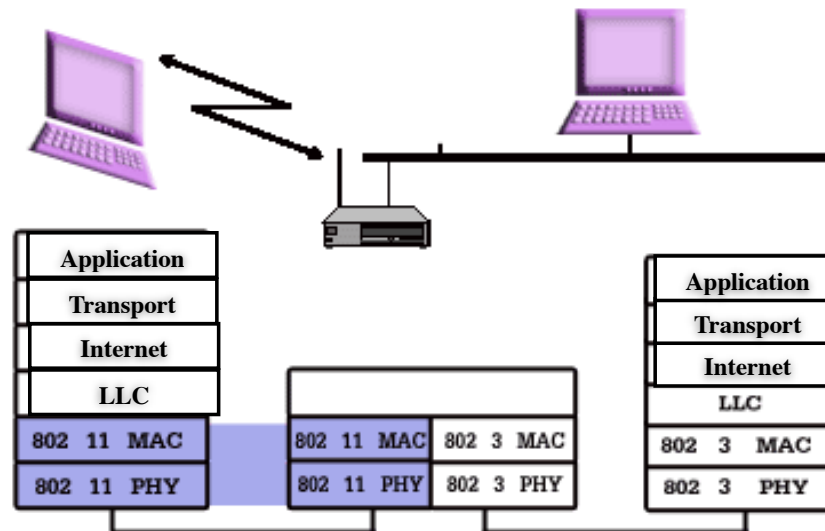 Application
Transport
Internet
LLC
802 11 MAC
802 11 PHY
802 11 MAC
802 3 MAC
802 11 PHY
802 3 PHY
Application
Transport
Internet
LLC
802 3 MAC
802 3 PHY